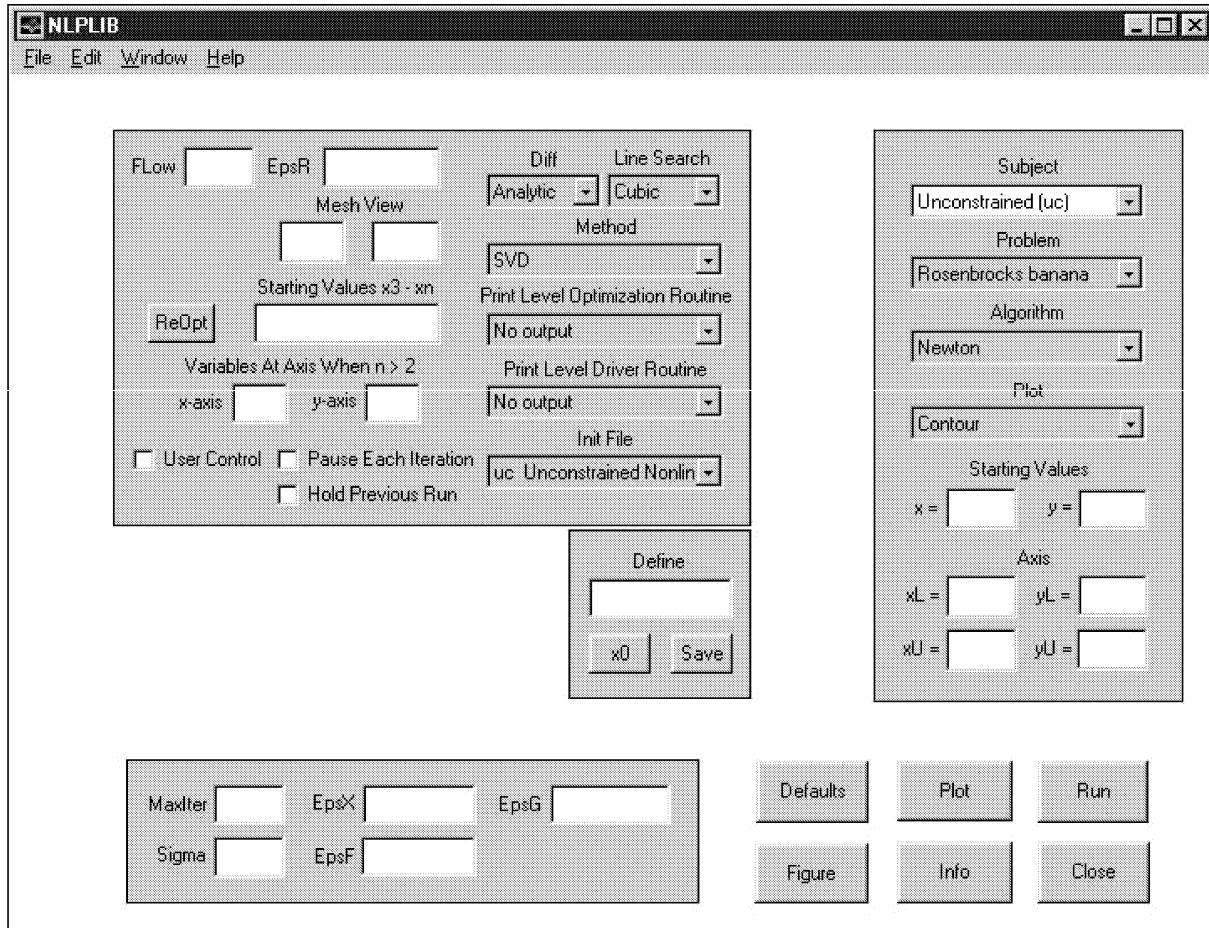 NLPLIB
File Edit Window Help
FLow EpsR
Mesh View
Starting Values x3 - xn
ReOpt
Variables At Axis When n > 2
x-axis y-axis
User Control Pause Each Iteration
Hold Previous Run
Diff Line Search
Analytic Cubic
Method
SVD
Print Level Optimization Routine
No output
Print Level Driver Routine
No output
Init File
uc Unconstrained Nonlin
Define
x0 Save
Subject
Unconstrained (uc)
Problem
Rosenbrocks banana
Algorithm
Newton
Plot
Contour
Starting Values
x = y =
Axis
xL = yL =
xU = yU =
MaxIter EpsX EpsG
Sigma EpsF
Defaults Plot Run
Figure Info Close